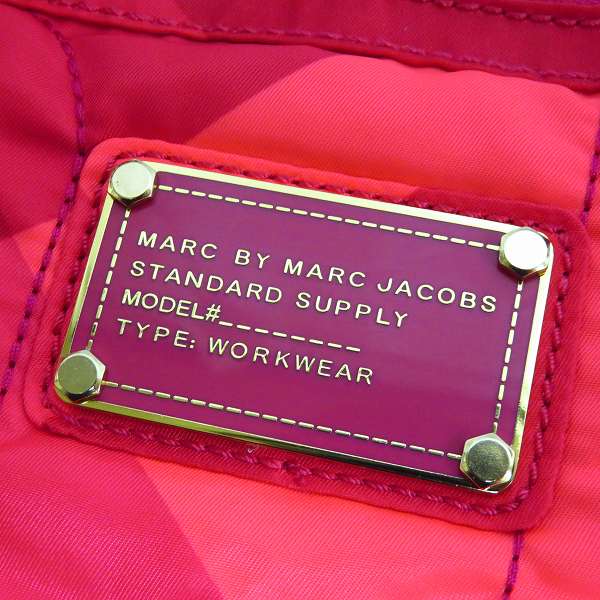 MARC BY MARC JACOBS
STANDARD SUPPLY
MODEL#_________
TYPE: WORKWEAR